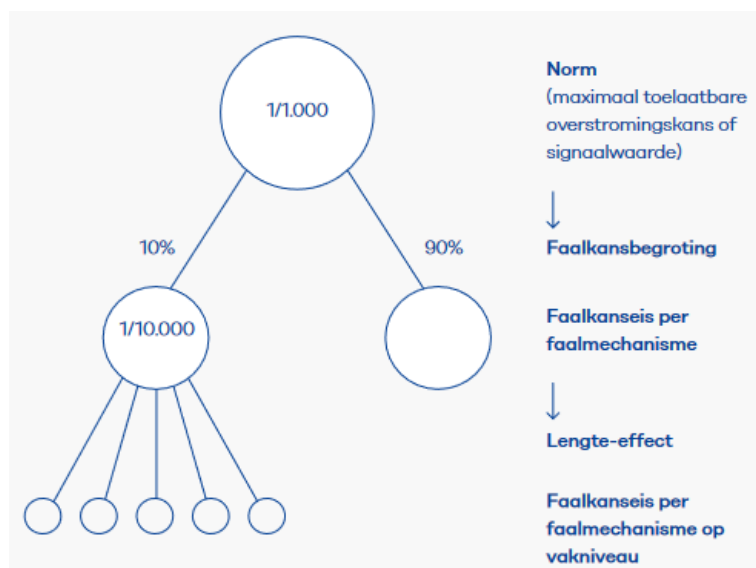 1/1.000
10%
90%
1/10.000
Norm
(maximaal toelaatbare
overstromingskans of
signaalwaarde)
Faalkansbegroting
Faalkanseis per
faalmechanisme
Lengte-effect
Faalkanseis per
faalmechanisme op
vakniveau